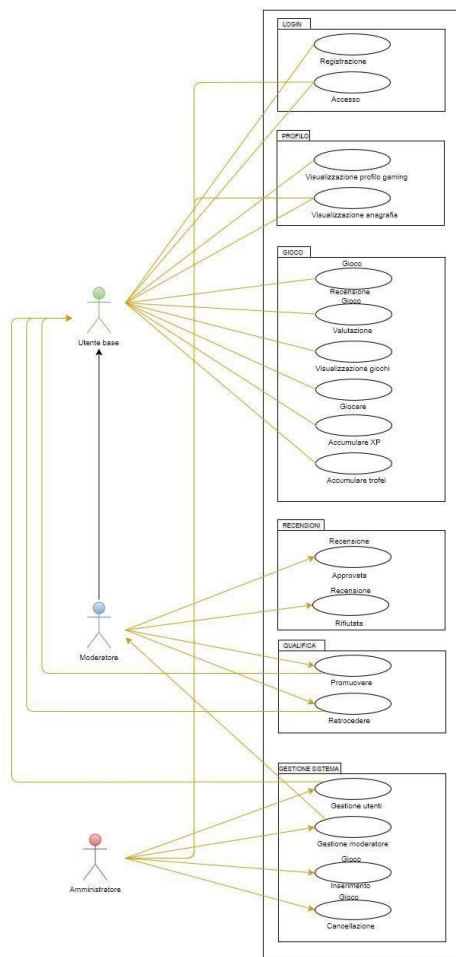 LOGIN
Registrazione
Accesso
PROFILO
Visualizzazione profilo gaming
Visualizzazione anagrafia
GIOCO
Gioco
Recensione
Gioco
Valutazione
Visualizzazione giochi
Giocare
Accumulare XP
Accumulare trofei
Utente base
RECENSIONI
Recensione
Approvata
Recensione
Rifiutata
Moderatore
QUALIFICA
Promuovere
Retrocedere
GESTIONE SISTEMA
Gestione utenti
Gestione moderatore
Gioco
Inserimento
Gioco
Cancellazione
Amministratore